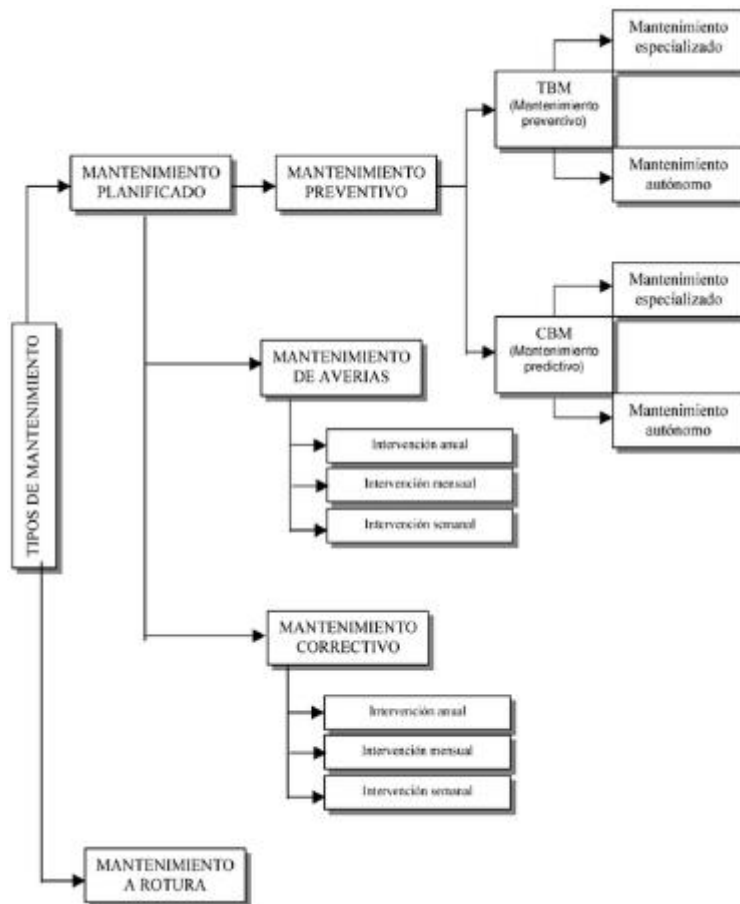 TIPOS DE MANTENIMIENTO
MANTENIMIENTO
PLANIFICADO
MANTENIMIENTO
PREVENTIVO
TBM
(Mantenimiento
preventivo)
Mantenimiento
especializado
Mantenimiento
autónomo
CBM
(Mantenimiento
predictivo)
Mantenimiento
especializado
Mantenimiento
autónomo
MANTENIMIENTO
DE AVERIAS
Intervención anual
Intervención mensual
Intervención semanal
MANTENIMIENTO
CORRECTIVO
Intervención anual
Intervención mensual
Intervención semanal
MANTENIMIENTO
A ROTURA